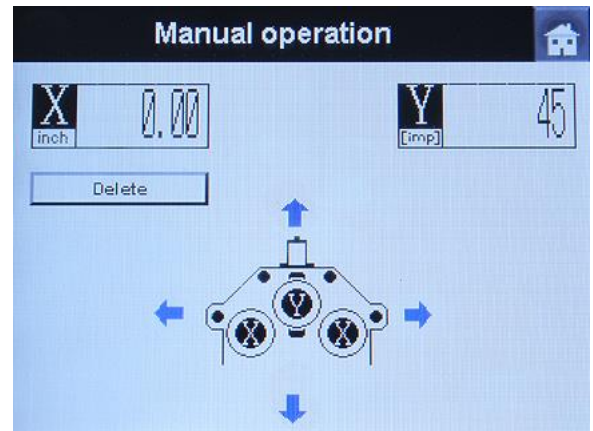 Manual operation
X 0.00 Y 45
inch [imp]
Delete
Y
X X